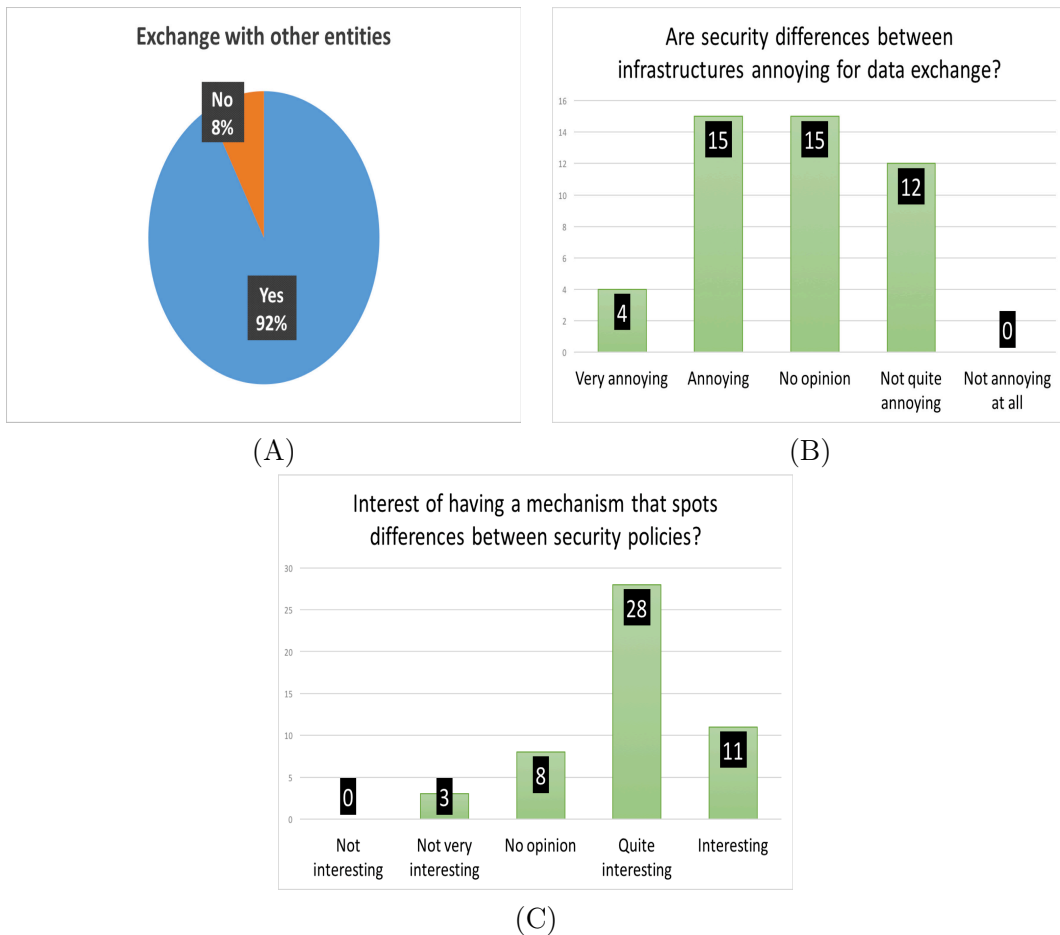 Exchange with other entities
No
8%
Yes
92%
(A)
Are security differences between
infrastructures annoying for data exchange?
16
14
12
10
8
6
4
2
0
4
15
15
12
0
Very annoying
Annoying
No opinion
Not quite
annoying
Not annoying
at all
(B)
Interest of having a mechanism that spots
differences between security policies?
30
25
20
15
10
5
0
0
3
8
28
11
Not
interesting
Not very
interesting
No opinion
Quite
interesting
Interesting
(C)